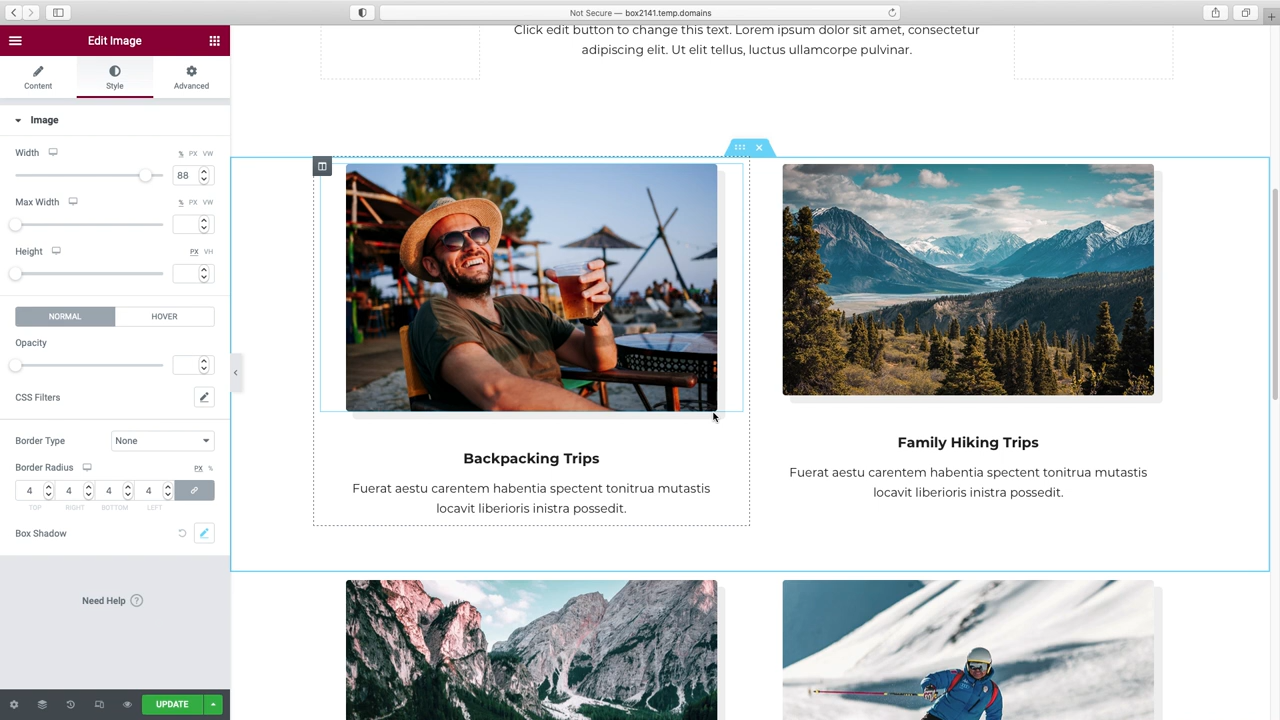 Not Secure — box2141.temp.domains
Edit Image
Content
Style
Advanced
Image
Width
% PX VW
88
Max Width
% PX VW
Height
PX VH
NORMAL
HOVER
Opacity
CSS Filters
Border Type
None
Border Radius
PX %
4 4 4 4
TOP RIGHT BOTTOM LEFT
Box Shadow
Need Help ?
UPDATE
Click edit button to change this text. Lorem ipsum dolor sit amet, consectetur
adipiscing elit. Ut elit tellus, luctus ullamcorpe pulvinar.
Backpacking Trips
Fuerat aestu carentem habentia spectent tonitrua mutastis
locavit liberioris inistra possedit.
Family Hiking Trips
Fuerat aestu carentem habentia spectent tonitrua mutastis
locavit liberioris inistra possedit.